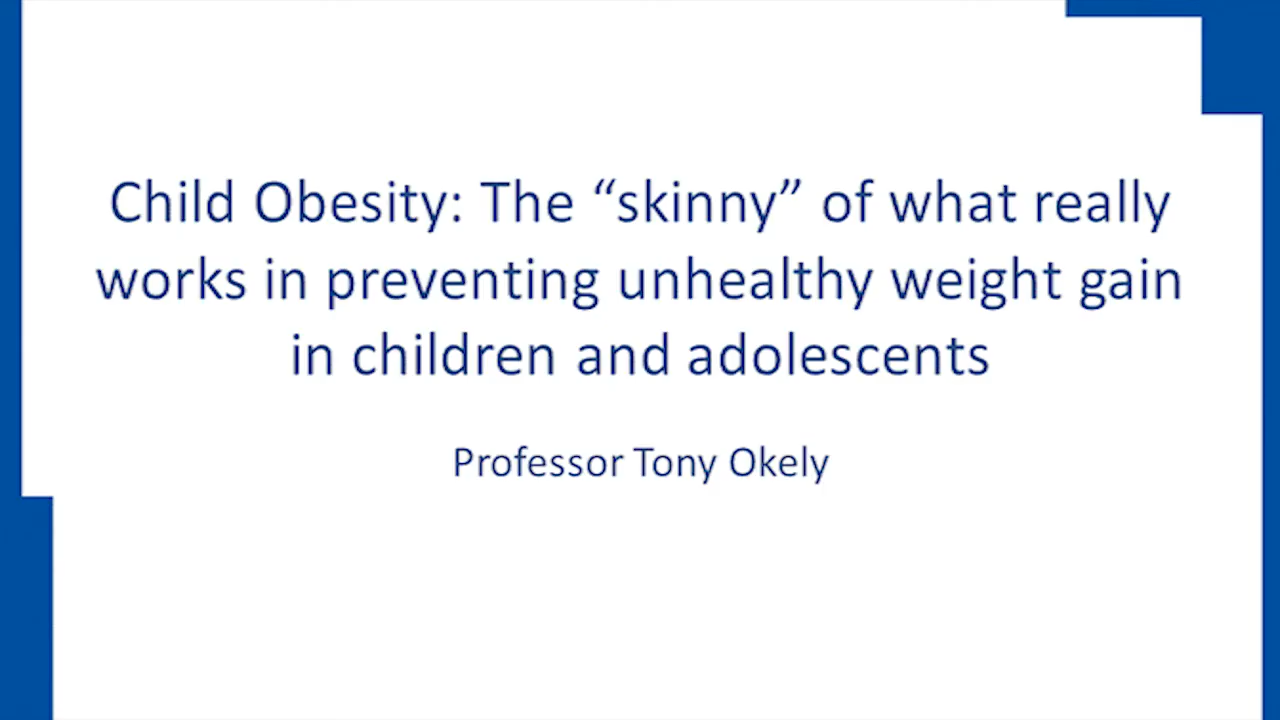 Child Obesity: The “skinny” of what really
works in preventing unhealthy weight gain
in children and adolescents
Professor Tony Okely